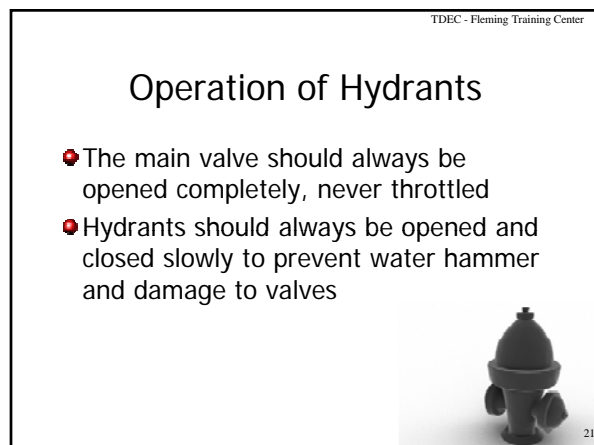 TDEC - Fleming Training Center
Operation of Hydrants
The main valve should always be
opened completely, never throttled
Hydrants should always be opened and
closed slowly to prevent water hammer
and damage to valves
21